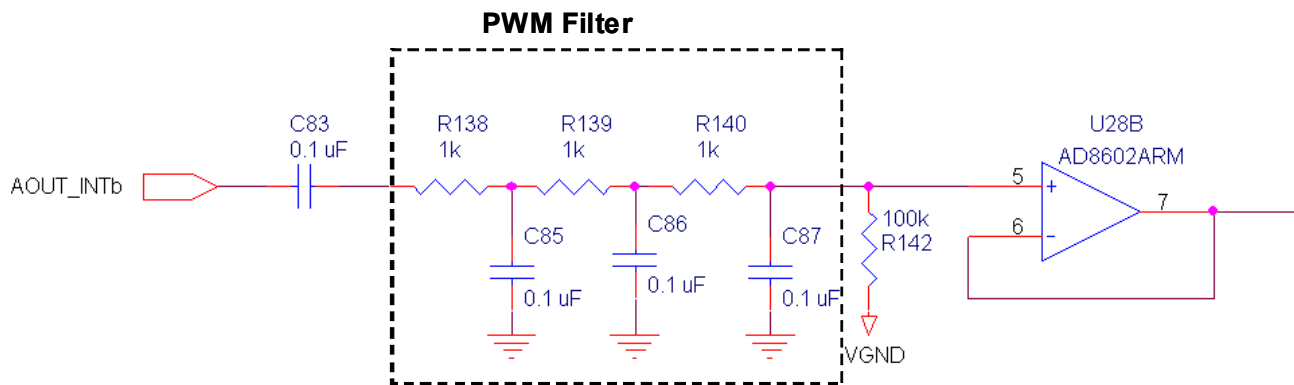 PWM Filter
C83
0.1 uF
R138
1k
R139
1k
R140
1k
U28B
AD8602ARM
AOUT_INTb
5
+
7
6
-
100k
R142
C85
0.1 uF
C86
0.1 uF
C87
0.1 uF
VGND